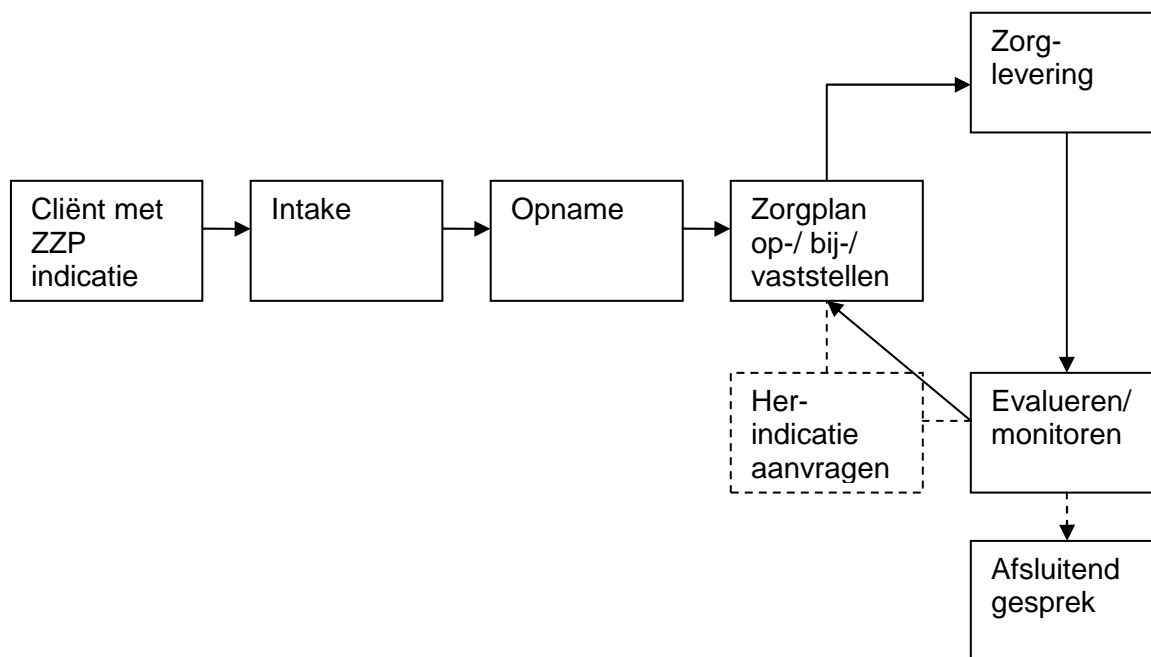 Zorg-
levering
Cliënt met
ZZP
indicatie
Intake
Opname
Zorgplan
op-/ bij-/
vaststellen
Her-
indicatie
aanvragen
Evalueren/
monitoren
Afsluitend
gesprek